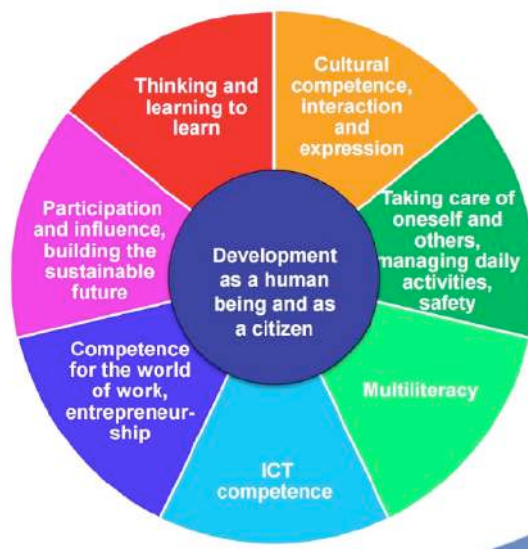 Thinking and
learning to
learn
Cultural
competence,
interaction
and
expression
Taking care of
oneself and
others,
managing daily
activities,
safety
Multiliteracy
ICT
competence
Competence
for the world
of work,
entrepreneur-
ship
Participation
and influence,
building the
sustainable
future
Development
as a human
being and as
a citizen